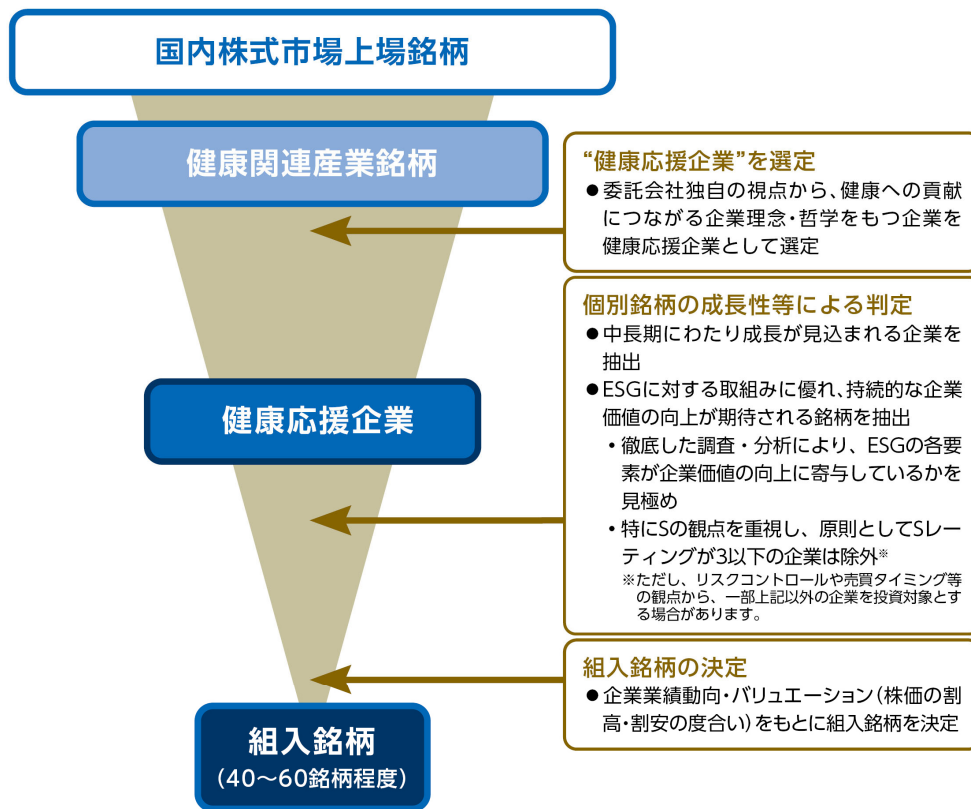 国内株式市場上場銘柄
健康関連産業銘柄
“健康応援企業”を選定
●委託会社独自の視点から、健康への貢献
につながる企業理念・哲学をもつ企業を
健康応援企業として選定
個別銘柄の成長性等による判定
●中長期にわたり成長が見込まれる企業を
抽出
●ESGに対する取組みに優れ、持続的な企業
価値の向上が期待される銘柄を抽出
・徹底した調査・分析により、ESGの各要
素が企業価値の向上に寄与しているかを
見極め
・特にSの観点を重視し、原則としてSレー
ティングが3以下の企業は除外※
※ただし、リスクコントロールや売買タイミング等
の観点から、一部上記以外の企業を投資対象とす
る場合があります。
健康応援企業
組入銘柄の決定
●企業業績動向・バリュエーション(株価の割
高・割安の度合い)をもとに組入銘柄を決定
組入銘柄
(40～60銘柄程度)